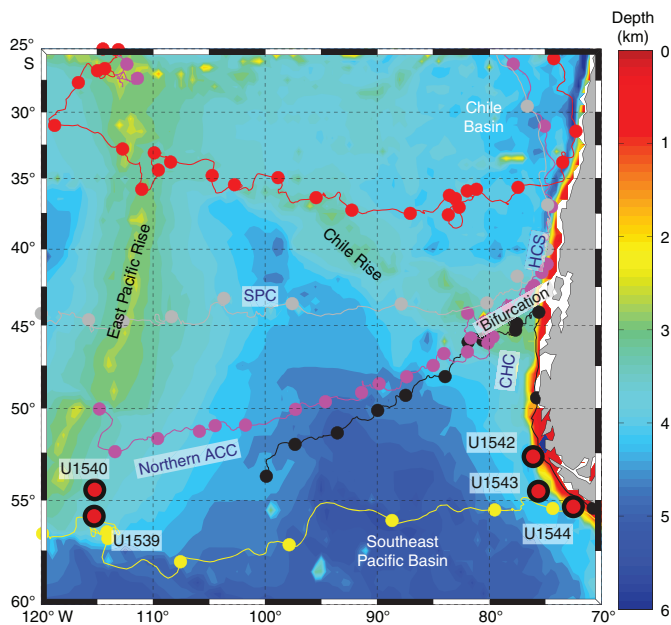 Depth
(km)
25°
S
30°
35°
40°
45°
50°
55°
60°
120° W
110°
100°
90°
80°
70°
0
1
2
3
4
5
6
Chile
Basin
East Pacific Rise
Chile Rise
HCS
SPC
Bifurcation
CHC
Northern ACC
U1540
U1539
U1542
U1543
U1544
Southeast
Pacific Basin